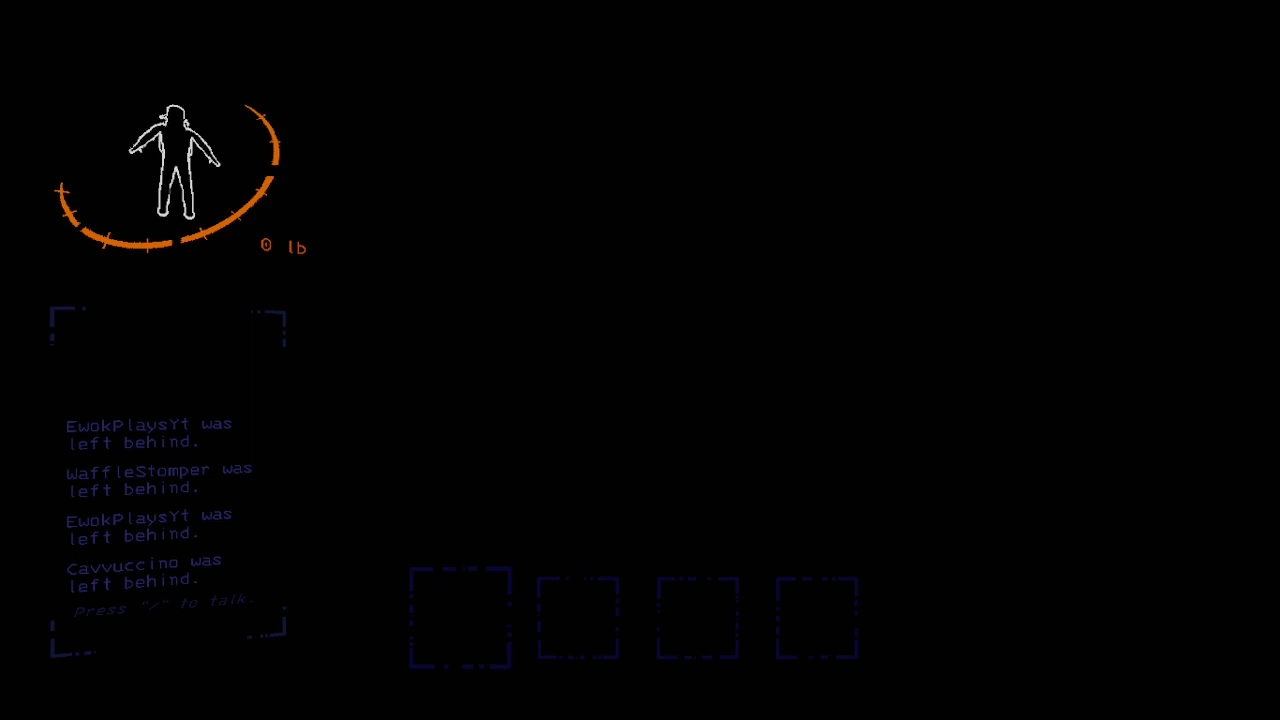 0 lb
EwokPlaysYt was
left behind.
WaffleStomper was
left behind.
EwokPlaysYt was
left behind.
Cavvuccino was
left behind.
Press "/" to talk.